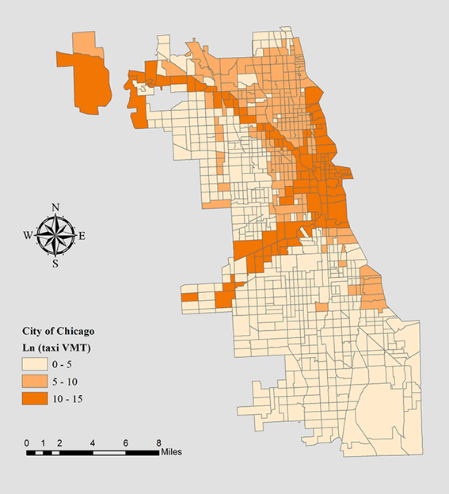 N
W E
S
City of Chicago
Ln (taxi VMT)
0 - 5
5 - 10
10 - 15
0 1 2 4 6 8
Miles